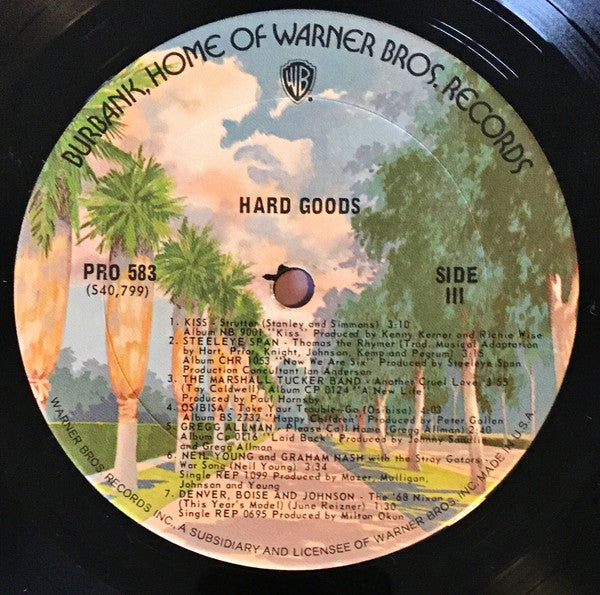 BURBANK, HOME OF WARNER BROS. RECORDS
WB
HARD GOODS
PRO 583
(S40,799)
SIDE
III
1. KISS - Strutter (Stanley and Simmons) 3:10
Album NB 9001 "Kiss" Produced by Kenny Kerner and Richie Wise
2. STEELEYE SPAN - Thomas the Rhymer (Trad. Musical Adaptation
by Hart, Prior, Knight, Johnson, Kemp and Pegrum) 3:15
Album CHR 1053 "Now We Are Six" Produced by Steeleye Span
Production Consultant Ian Anderson
3. THE MARSHALL TUCKER BAND - Another Cruel Love 3:55
(Toy Caldwell) Album CP 0124 "A New Life"
Produced by Paul Hornsby
4. OSIBISA - Take Your Trouble-Go (Osibisa) 4:03
Album BS 2732 "Happy Children" Produced by Peter Gallen
5. GREGG ALLMAN - Please Call Home (Gregg Allman) 2:40
Album CP 0116 "Laid Back" Produced by Johnny Sandlin
and Gregg Allman
6. NEIL YOUNG and GRAHAM NASH with the Stray Gators
War Song (Neil Young) 3:34
Single REP 1099 Produced by Mazer, Mulligan,
Johnson and Young
7. DENVER, BOISE AND JOHNSON - The '68 Nixon
(This Year's Model) (June Reizner) 1:30
Single REP 0695 Produced by Milton Okun
WARNER BROS. RECORDS INC., A SUBSIDIARY AND LICENSEE OF WARNER BROS. INC. MADE IN U.S.A.